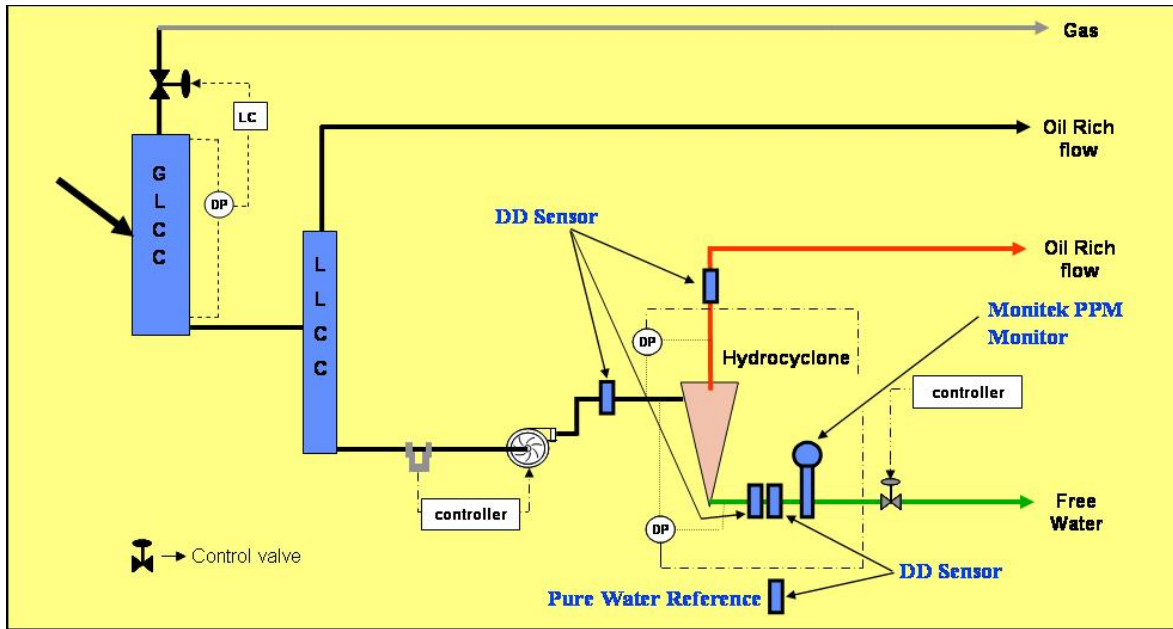 Gas
LC
Oil Rich
flow
G
L
C
C
DP
DD Sensor
L
L
C
C
Oil Rich
flow
Monitek PPM
Monitor
DP
Hydrocyclone
controller
controller
DP
Free
Water
Control valve
DD Sensor
Pure Water Reference